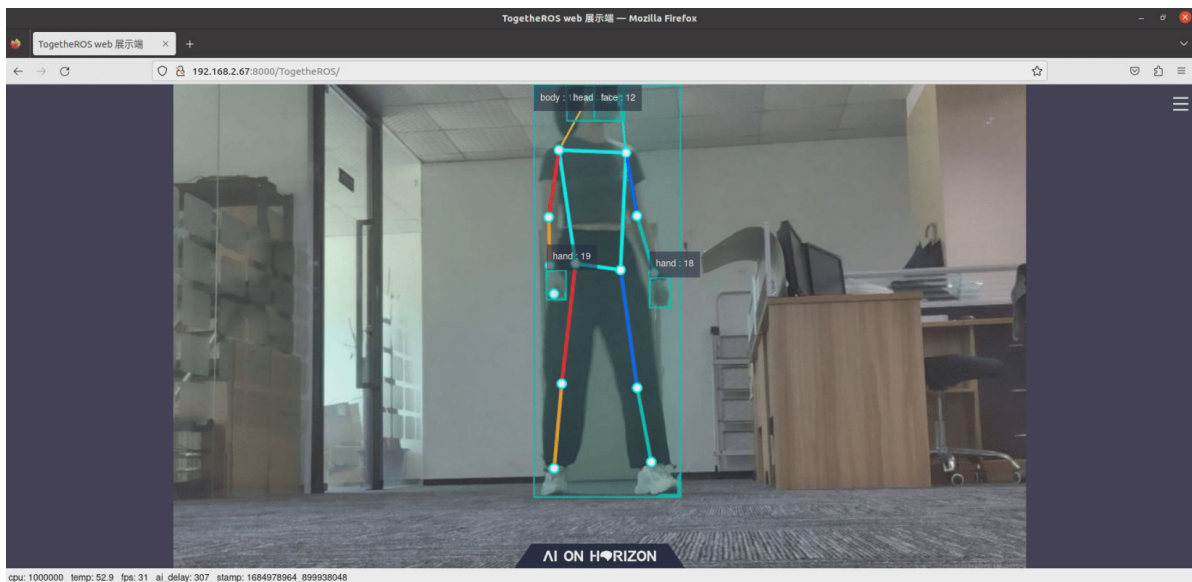 TogetheROS web 展示端 — Mozilla Firefox
TogetheROS web 展示端
192.168.2.67:8000/TogetheROS/
body : 1 head face : 12
hand : 19
hand : 18
AI ON HORIZON
cpu: 1000000 temp: 52.9 fps: 31 ai_delay: 307 stamp: 1684978964_899938048